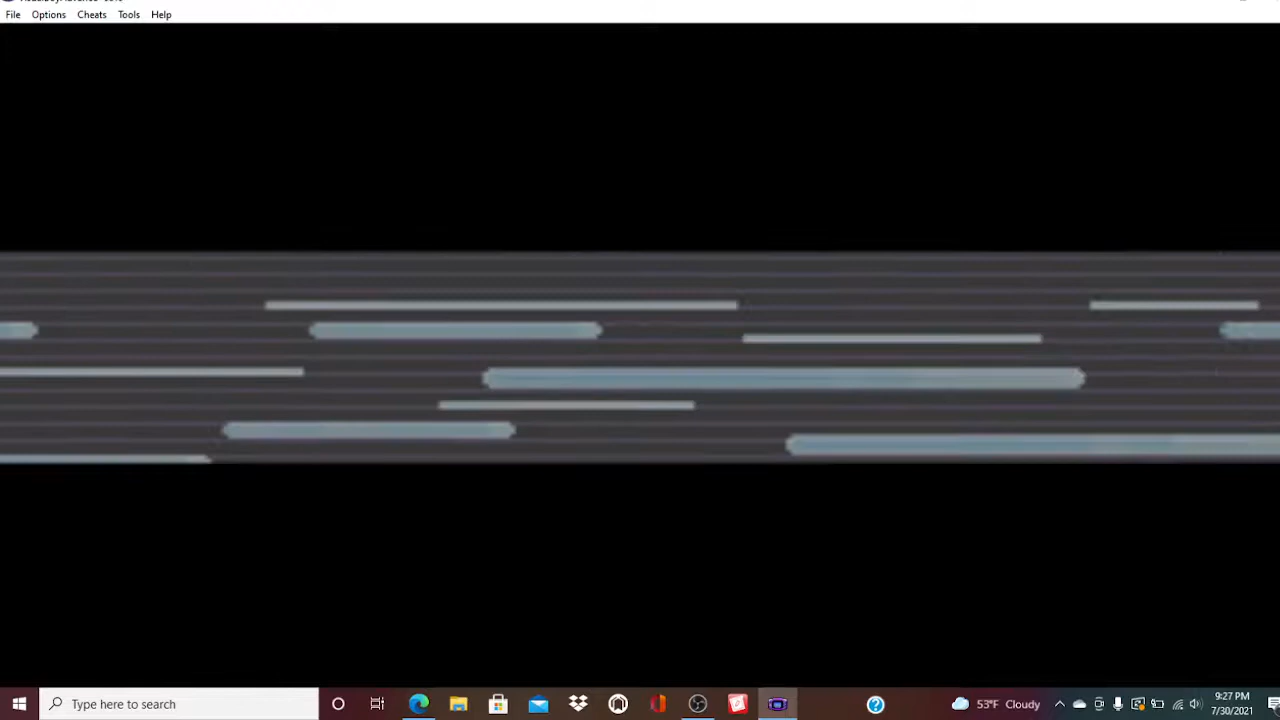 File Options Cheats Tools Help
Type here to search
53°F Cloudy
9:27 PM
7/30/2021